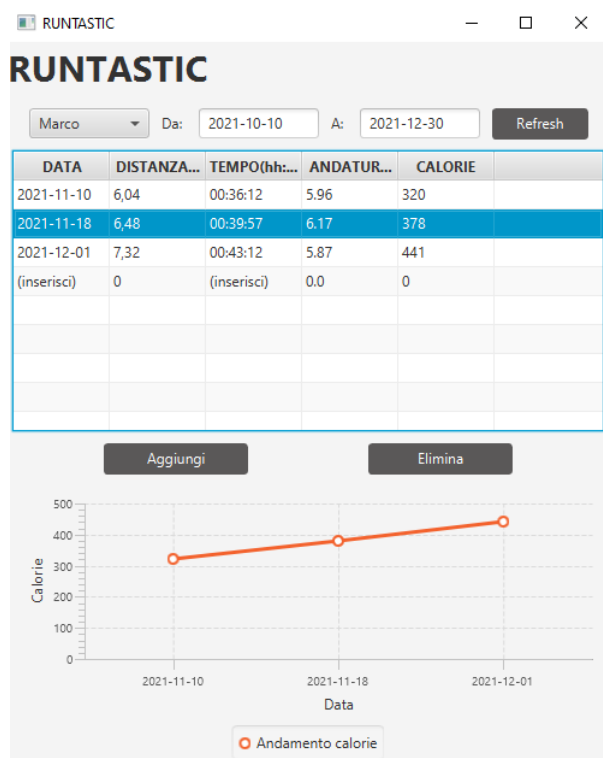 RUNTASTIC
RUNTASTIC
Marco Da: 2021-10-10 A: 2021-12-30 Refresh
DATA DISTANZA... TEMPO(hh:... ANDATUR... CALORIE
2021-11-10 6,04 00:36:12 5.96 320
2021-11-18 6,48 00:39:57 6.17 378
2021-12-01 7,32 00:43:12 5.87 441
(inserisci) 0 (inserisci) 0.0 0
Aggiungi Elimina
500
400
300
200
100
0
Calorie
2021-11-10 2021-11-18 2021-12-01
Data
Andamento calorie